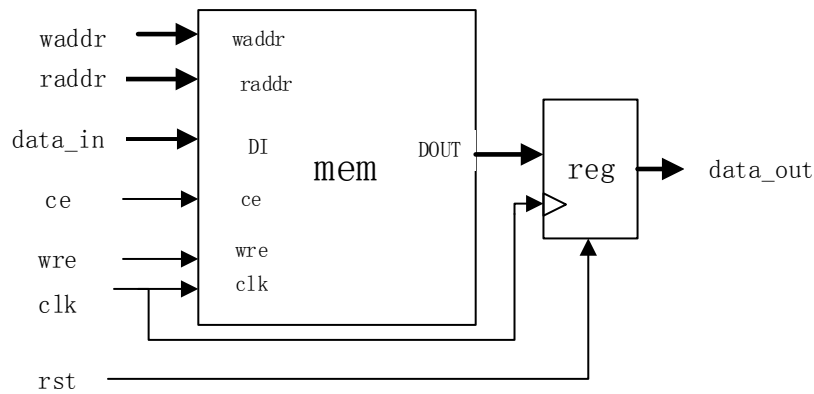 waddr
raddr
data_in
ce
wre
clk
rst
waddr
raddr
DI
ce
wre
clk
mem
DOUT
reg
data_out